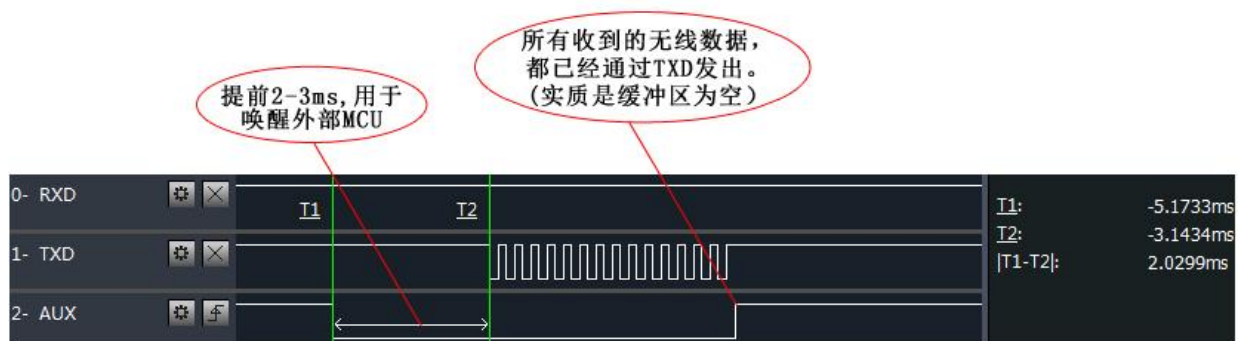 所有收到的无线数据，
都已经通过TXD发出。
(实质是缓冲区为空)
提前2-3ms,用于
唤醒外部MCU
0- RXD
T1
T2
T1: -5.1733ms
T2: -3.1434ms
1- TXD
|T1-T2|: 2.0299ms
2- AUX